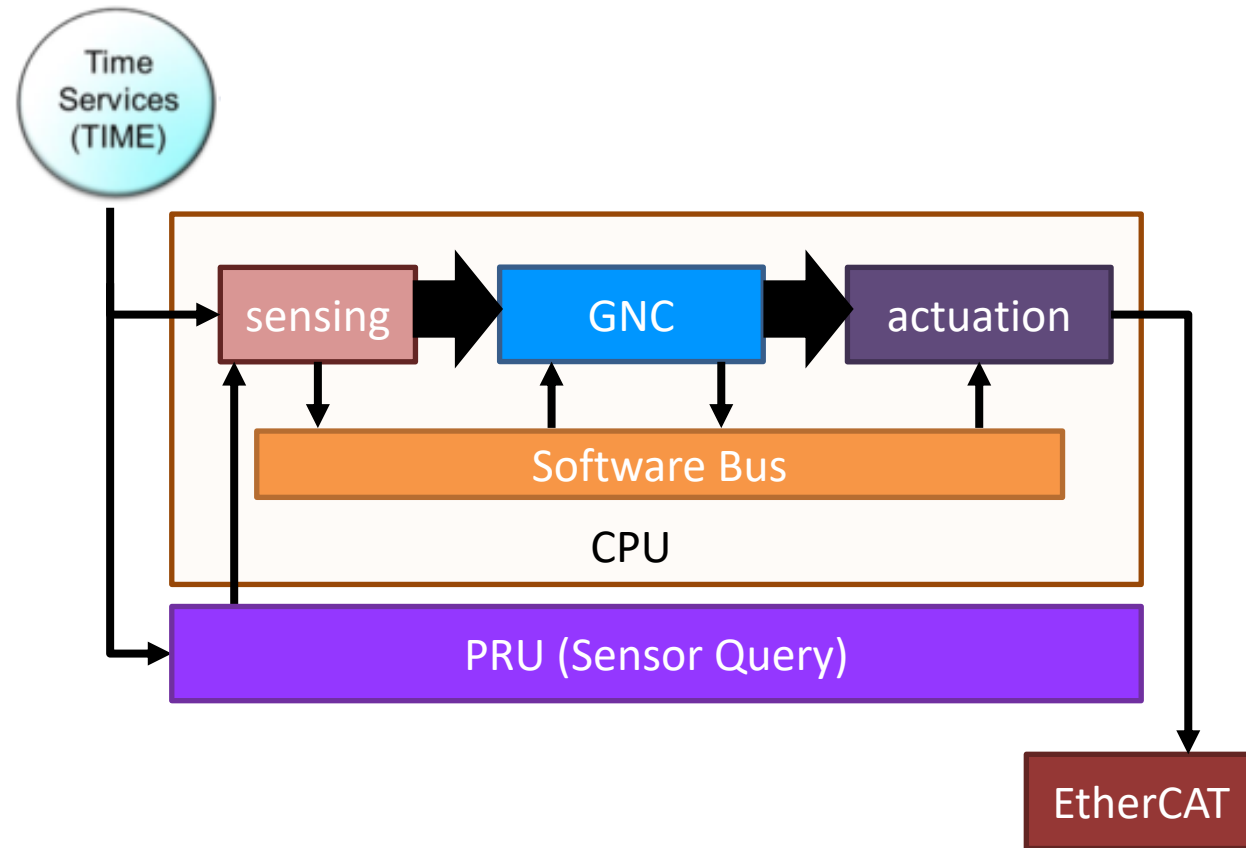 Time
Services
(TIME)
sensing
GNC
actuation
Software Bus
CPU
PRU (Sensor Query)
EtherCAT